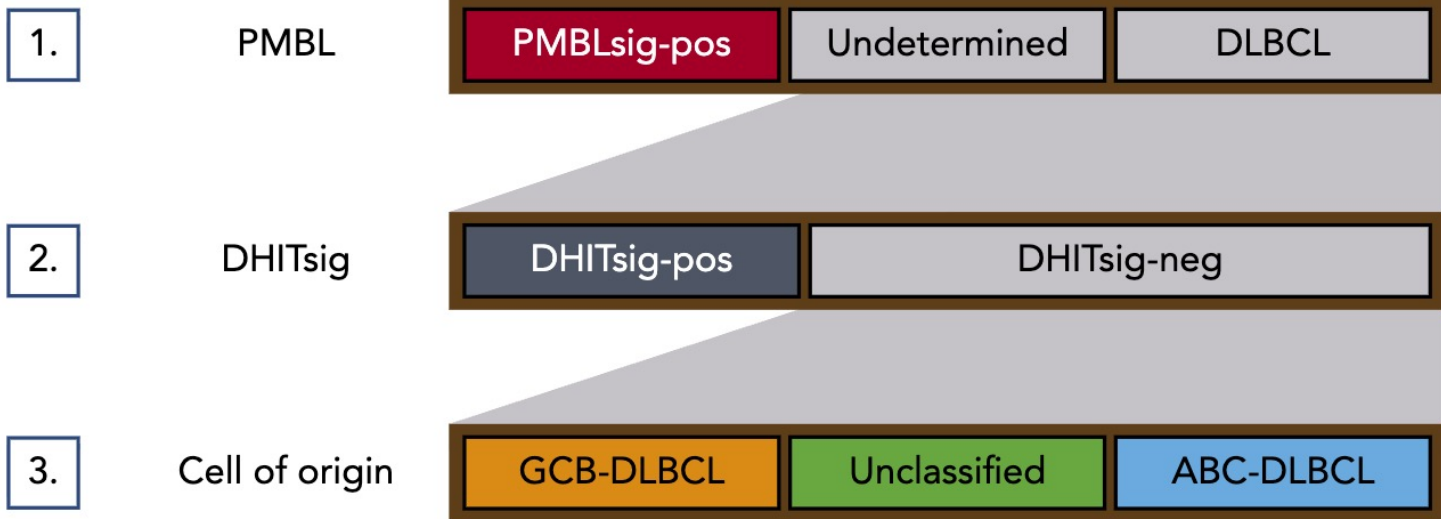 1. PMBL PMBLsig-pos Undetermined DLBCL
2. DHITsig DHITsig-pos DHITsig-neg
3. Cell of origin GCB-DLBCL Unclassified ABC-DLBCL